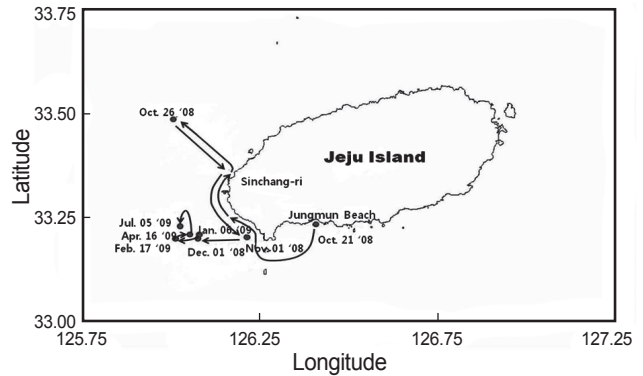 33.75
33.50
33.25
33.00
Latitude
Oct. 26 '08
Jeju Island
Sinchang-ri
Jungmun Beach
Oct. 21 '08
Jul. 05 '09
Jan. 06 '09
Apr. 16 '09
Nov. 01 '08
Feb. 17 '09
Dec. 01 '08
125.75
126.25
126.75
127.25
Longitude